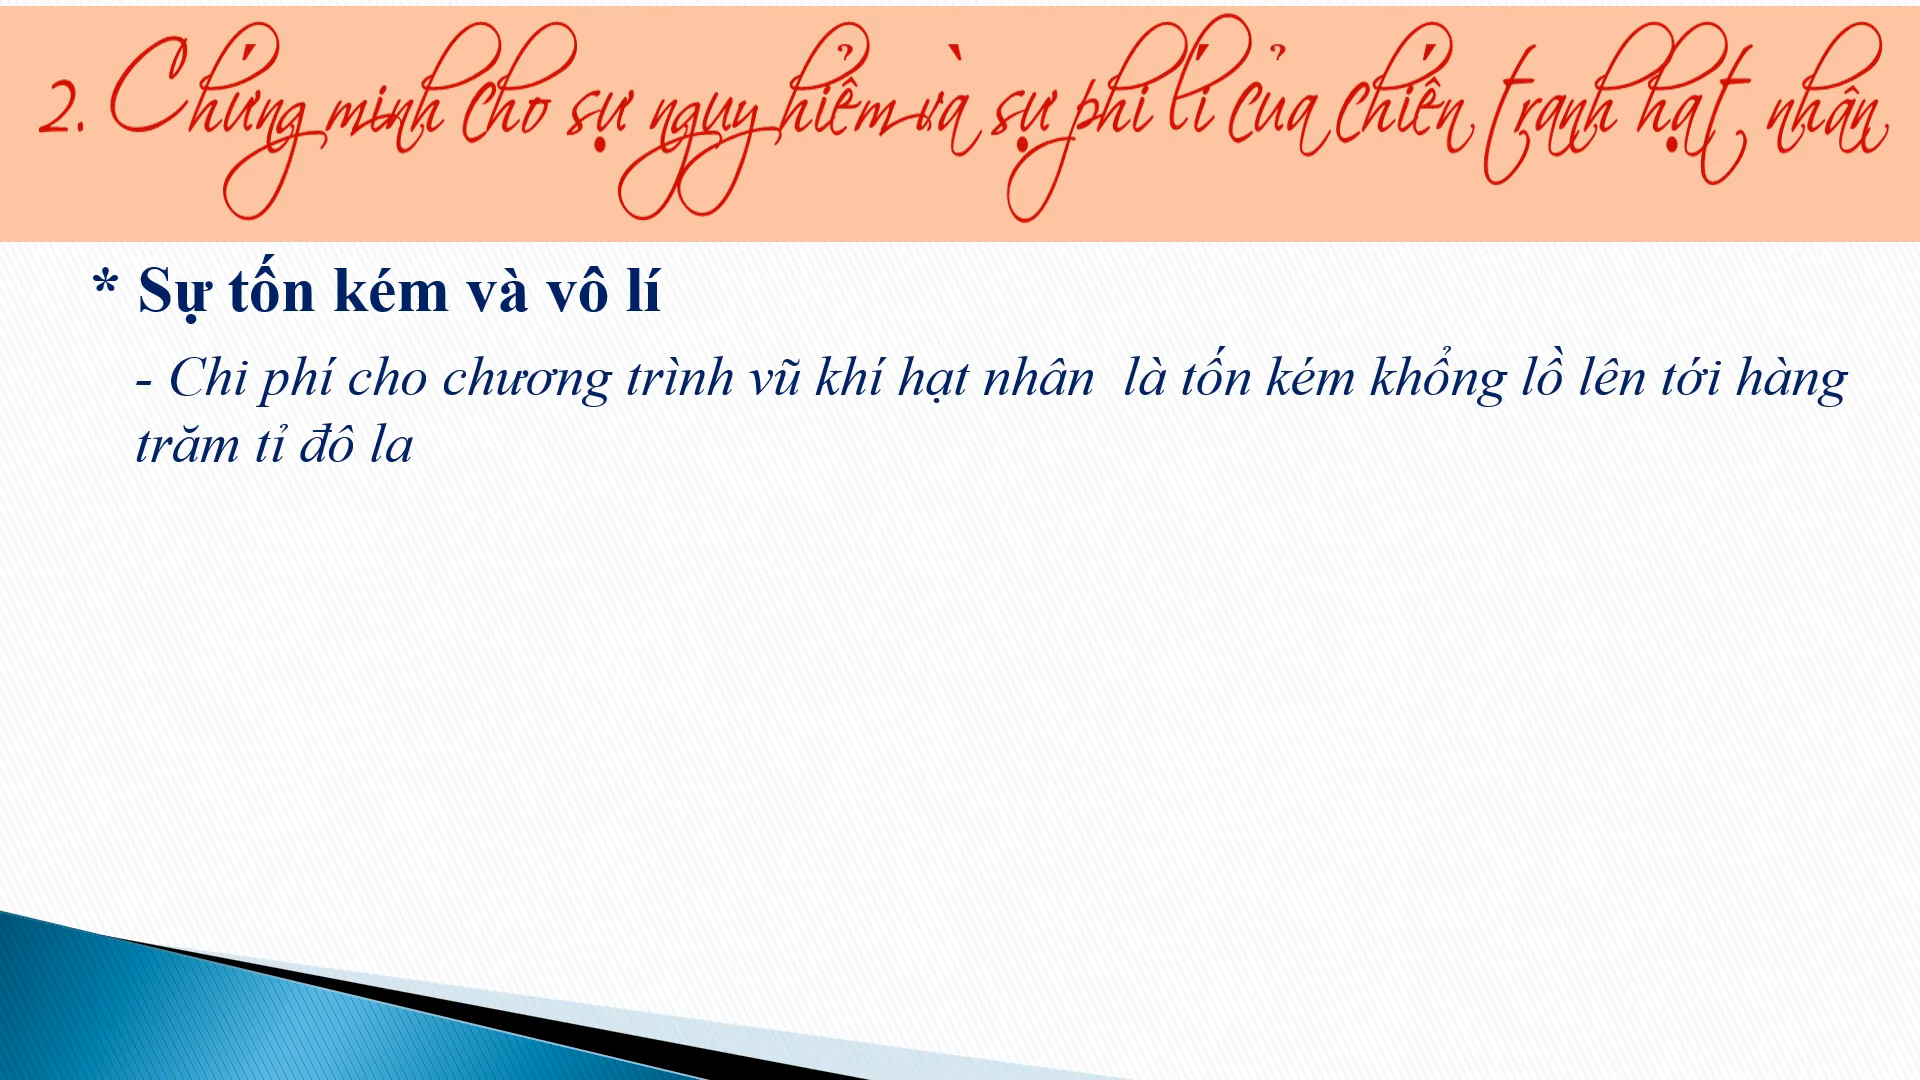 2. Chứng minh cho sự nguy hiểm và sự phi lí của chiến tranh hạt nhân
* Sự tốn kém và vô lí
- Chi phí cho chương trình vũ khí hạt nhân là tốn kém khổng lồ lên tới hàng
trăm tỉ đô la